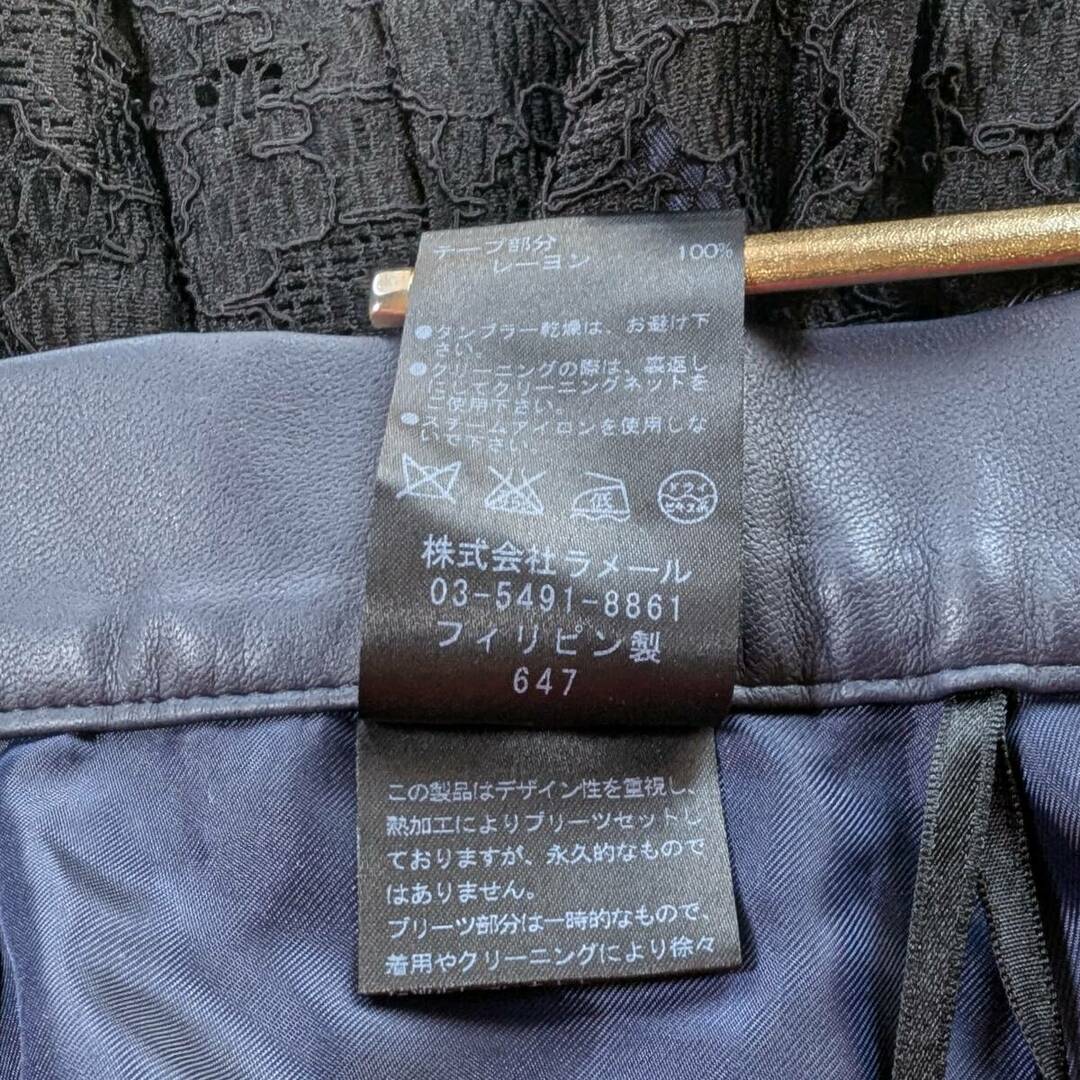 テープ部分
レーヨン 100%
●タンブラー乾燥は、お避け下
さい。
●クリーニングの際は、裏返し
にしてクリーニングネットを
ご使用下さい。
●スチームアイロンを使用しな
いで下さい。
低
ドライ
セキユ系
株式会社ラメール
03-5491-8861
フィリピン製
647
この製品はデザイン性を重視し、
熱加工によりプリーツセットし
ておりますが、永久的なもので
はありません。
プリーツ部分は一時的なもので、
着用やクリーニングにより徐々